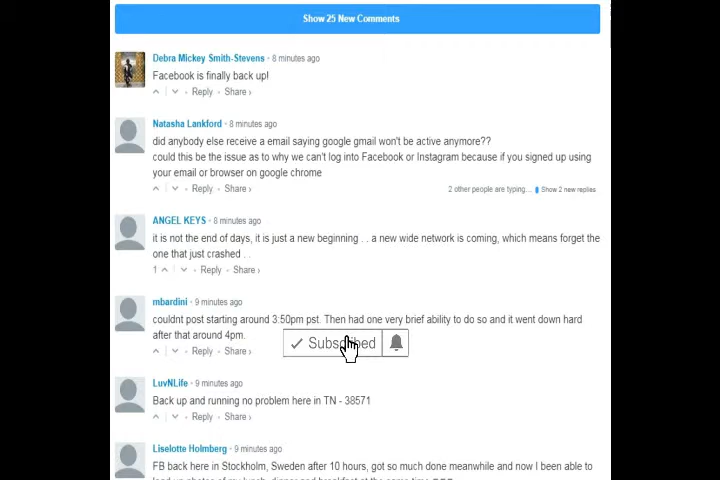 Show 25 New Comments
Debra Mickey Smith-Stevens • 8 minutes ago
Facebook is finally back up!
Reply • Share ›
Natasha Lankford • 8 minutes ago
did anybody else receive a email saying google gmail won't be active anymore??
could this be the issue as to why we can't log into Facebook or Instagram because if you signed up using
your email or browser on google chrome
Reply • Share ›
2 other people are typing... Show 2 new replies
ANGEL KEYS • 8 minutes ago
it is not the end of days, it is just a new beginning . . a new wide network is coming, which means forget the
one that just crashed ...
1 Reply • Share ›
mbardini • 9 minutes ago
couldnt post starting around 3:50pm pst. Then had one very brief ability to do so and it went down hard
after that around 4pm.
Subscribed
Reply • Share ›
LuvNLife • 9 minutes ago
Back up and running no problem here in TN - 38571
Reply • Share ›
Liselotte Holmberg • 9 minutes ago
FB back here in Stockholm, Sweden after 10 hours, got so much done meanwhile and now I been able to